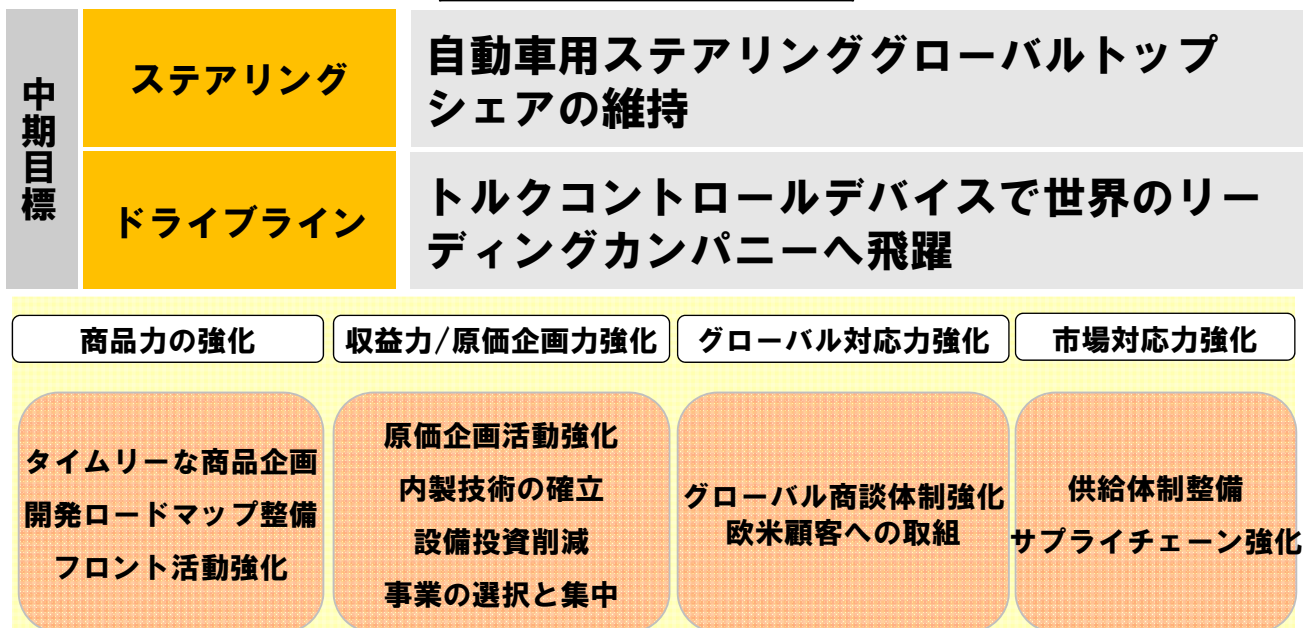 中期目標
ステアリング
自動車用ステアリンググローバルトップ
シェアの維持
ドライブライン
トルクコントロールデバイスで世界のリー
ディングカンパニーへ飛躍
商品力の強化
収益力/原価企画力強化
グローバル対応力強化
市場対応力強化
タイムリーな商品企画
開発ロードマップ整備
フロント活動強化
原価企画活動強化
内製技術の確立
設備投資削減
事業の選択と集中
グローバル商談体制強化
欧米顧客への取組
供給体制整備
サプライチェーン強化